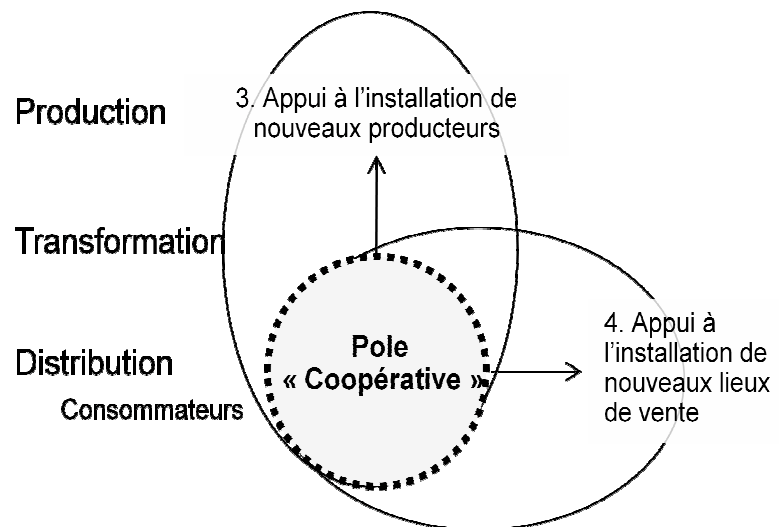 Production
3. Appui à l'installation de
nouveaux producteurs
Transformation
Distribution
Consommateurs
Pole
« Coopérative »
4. Appui à
l'installation de
nouveaux lieux
de vente